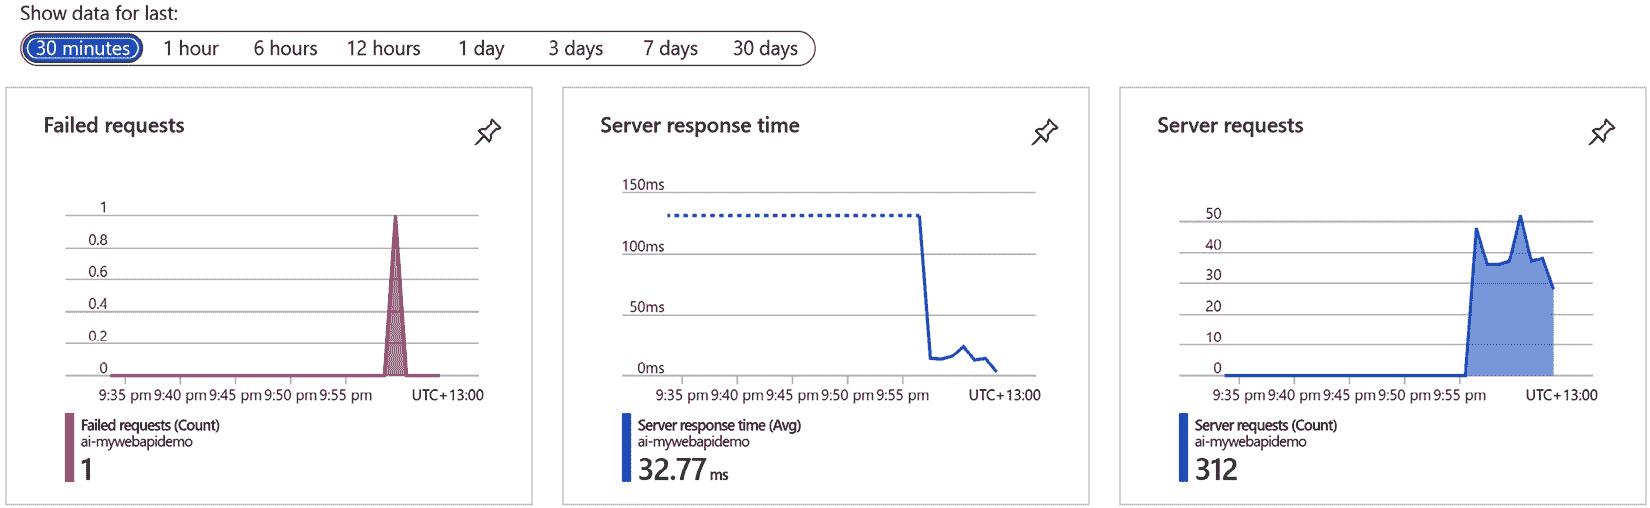 Show data for last:
30 minutes 1 hour 6 hours 12 hours 1 day 3 days 7 days 30 days
Failed requests
1
0.8
0.6
0.4
0.2
0
9:35 pm 9:40 pm 9:45 pm 9:50 pm 9:55 pm UTC+13:00
Failed requests (Count)
ai-mywebapidemo
1
Server response time
150ms
100ms
50ms
0ms
9:35 pm 9:40 pm 9:45 pm 9:50 pm 9:55 pm UTC+13:00
Server response time (Avg)
ai-mywebapidemo
32.77 ms
Server requests
50
40
30
20
10
0
9:35 pm 9:40 pm 9:45 pm 9:50 pm 9:55 pm UTC+13:00
Server requests (Count)
ai-mywebapidemo
312